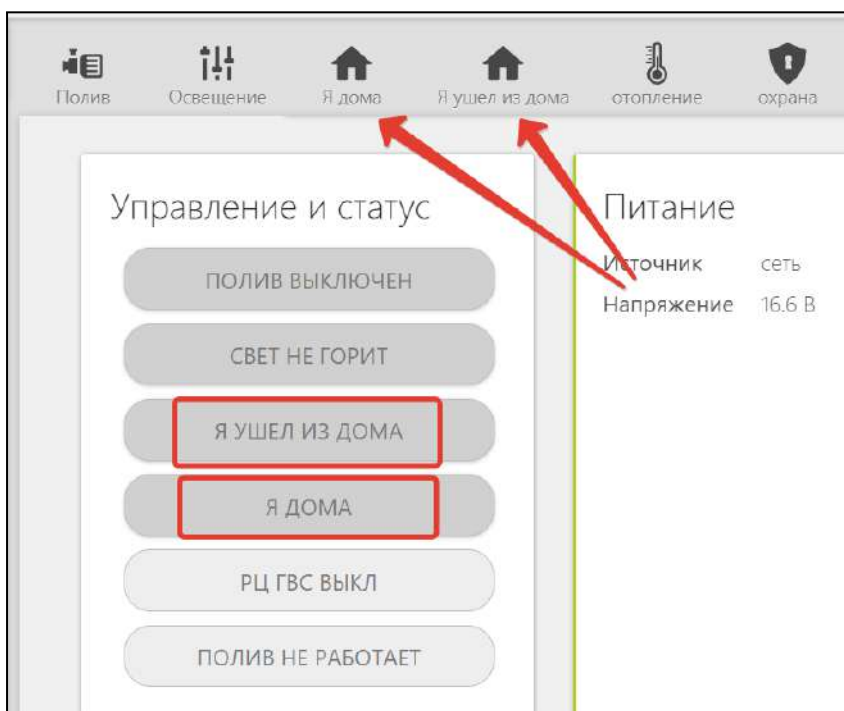 Полив Освещение Я дома Я ушел из дома отопление охрана
Управление и статус
ПОЛИВ ВЫКЛЮЧЕН
СВЕТ НЕ ГОРИТ
Я УШЕЛ ИЗ ДОМА
Я ДОМА
РЦ ГВС ВЫКЛ
ПОЛИВ НЕ РАБОТАЕТ
Питание
Источник сеть
Напряжение 16.6 В